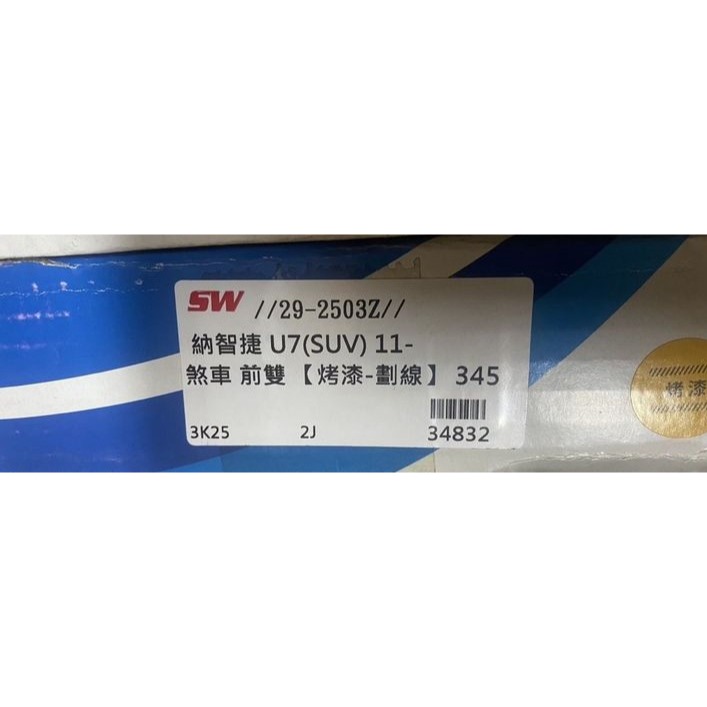 SW //29-2503Z//
納智捷 U7(SUV) 11-
煞車 前雙 【烤漆-劃線】 345
3K25 2J 34832
烤漆